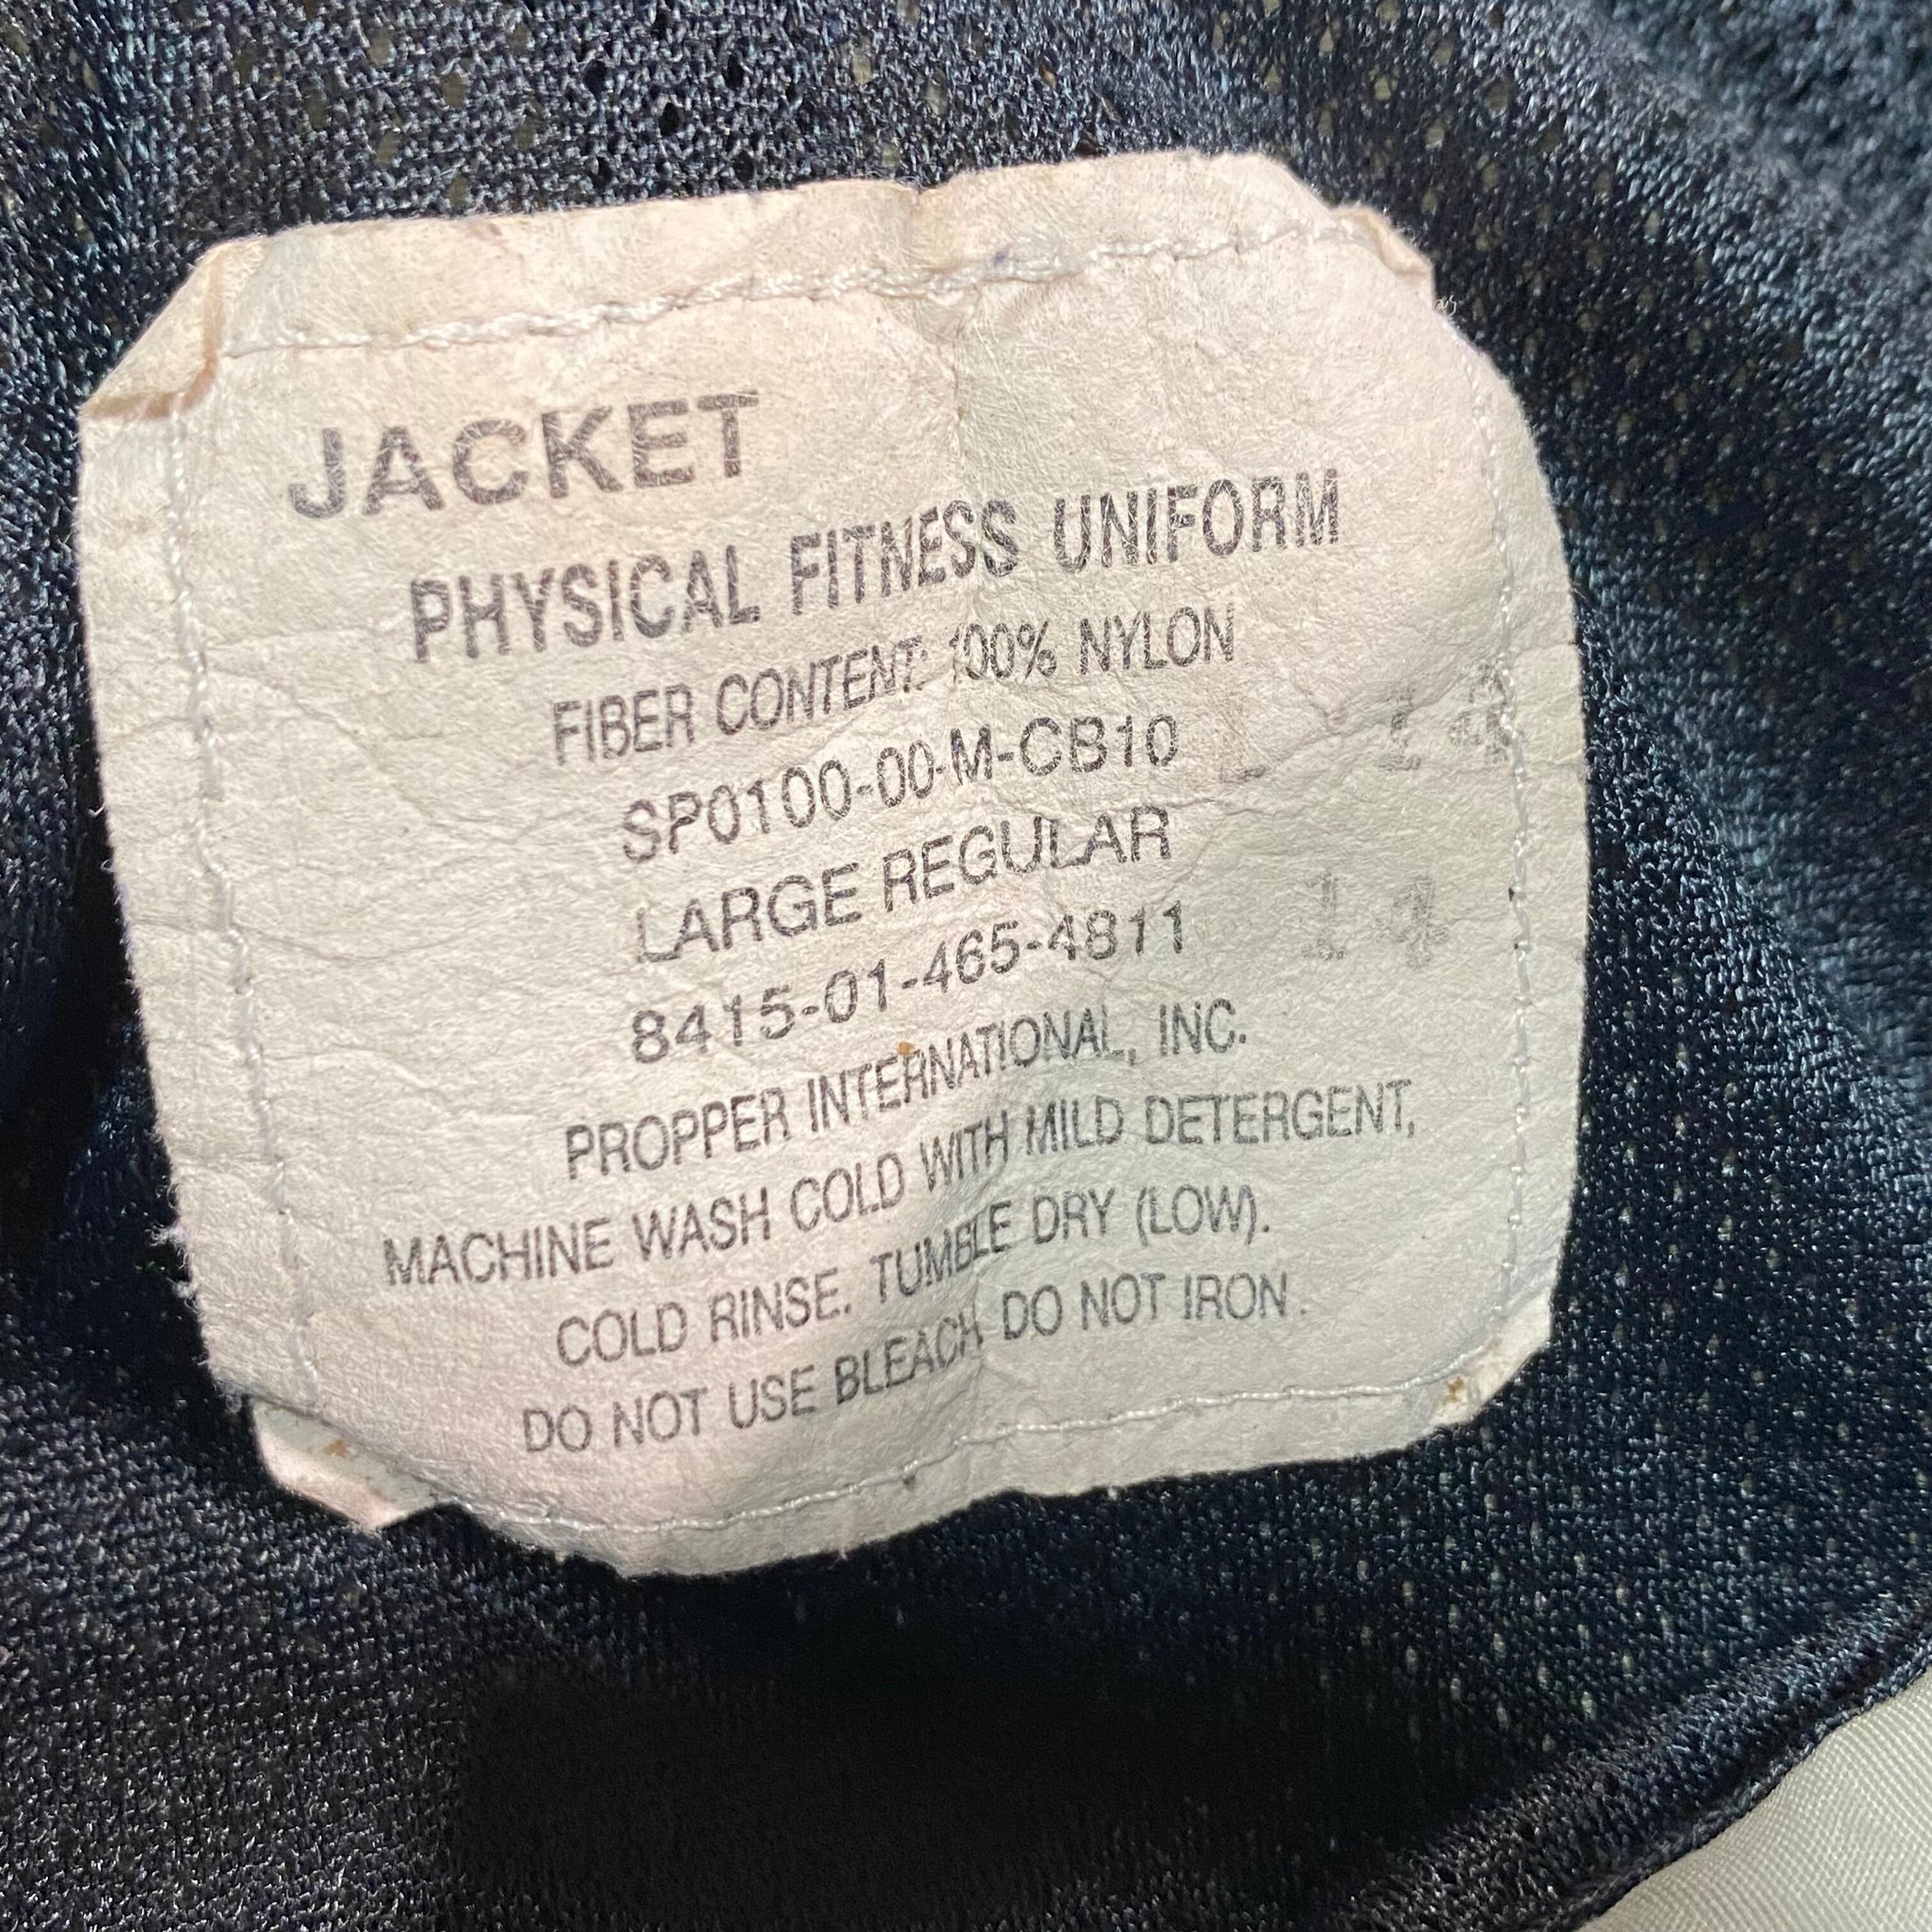 JACKET
PHYSICAL FITNESS UNIFORM
FIBER CONTENT: 100% NYLON
SP0100-00-M-CB10
14
LARGE REGULAR
8415-01-465-4811
14
PROPPER INTERNATIONAL, INC.
MACHINE WASH COLD WITH MILD DETERGENT,
COLD RINSE. TUMBLE DRY (LOW).
DO NOT USE BLEACH DO NOT IRON.